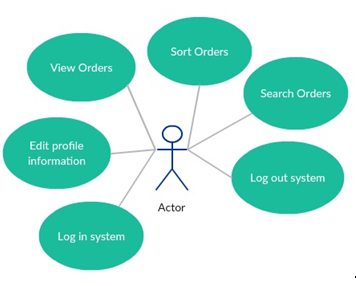 Sort Orders
View Orders
Search Orders
Edit profile
information
Log out system
Actor
Log in system